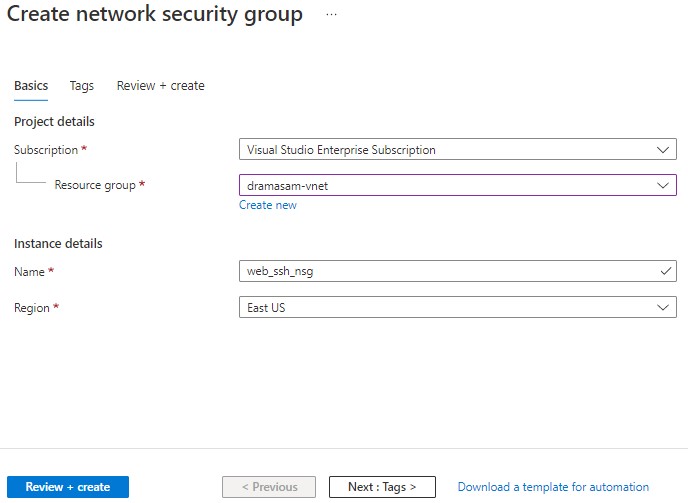 Create network security group ...
Basics Tags Review + create
Project details
Subscription * Visual Studio Enterprise Subscription
Resource group * dramasam-vnet
Create new
Instance details
Name * web_ssh_nsg
Region * East US
Review + create < Previous Next : Tags > Download a template for automation